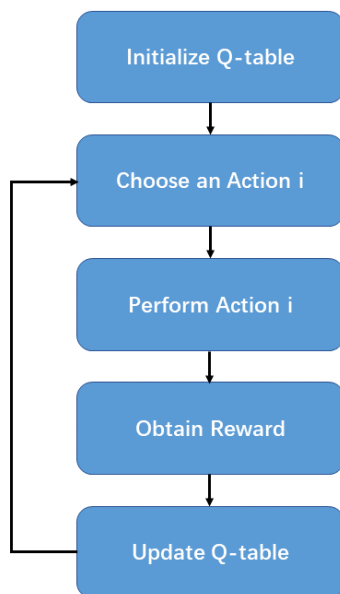 Initialize Q-table
Choose an Action i
Perform Action i
Obtain Reward
Update Q-table